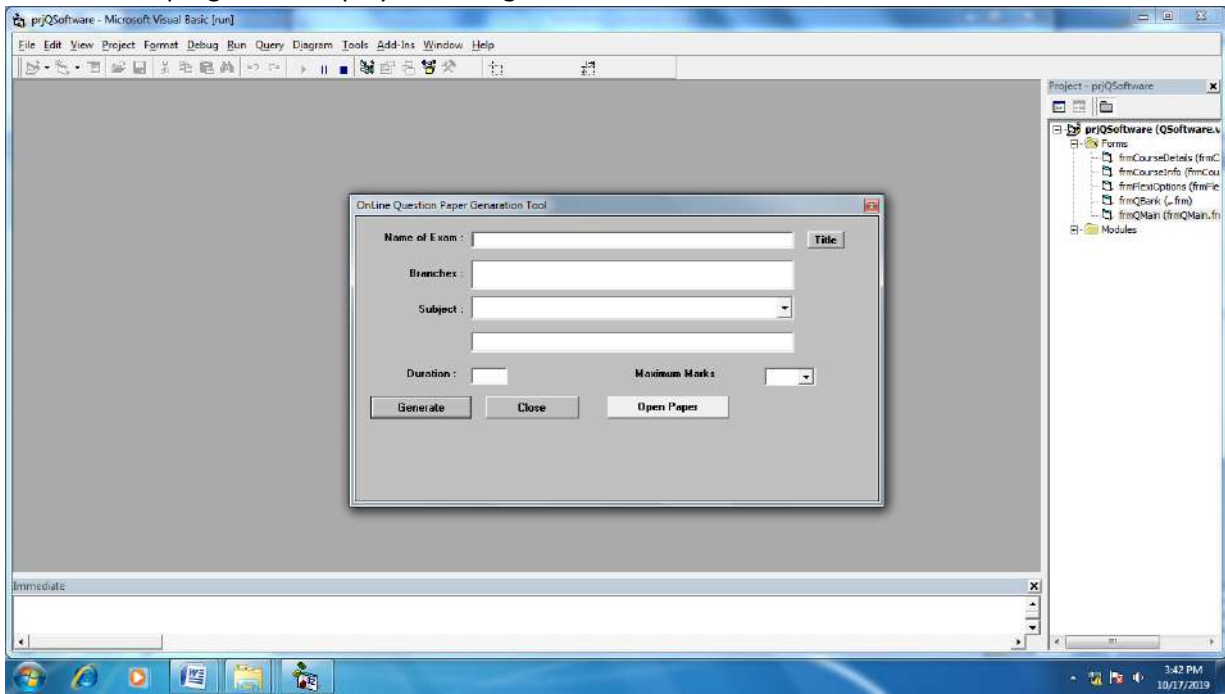 prjQSoftware - Microsoft Visual Basic [run]
File Edit View Project Format Debug Run Query Diagram Tools Add-Ins Window Help
Project - prjQSoftware
prjQSoftware (QSoftware.v
Forms
frmCourseDetails (frmC
frmCourseInfo (frmCou
frmFlexiOptions (frmFle
frmQBank (..frm)
frmQMain (frmQMain.fr
Modules
OnLine Question Paper Genaration Tool
Name of Exam :
Title
Branches :
Subject :
Duration :
Maximum Marks
Generate Close Open Paper
Immediate
3:42 PM
10/17/2019